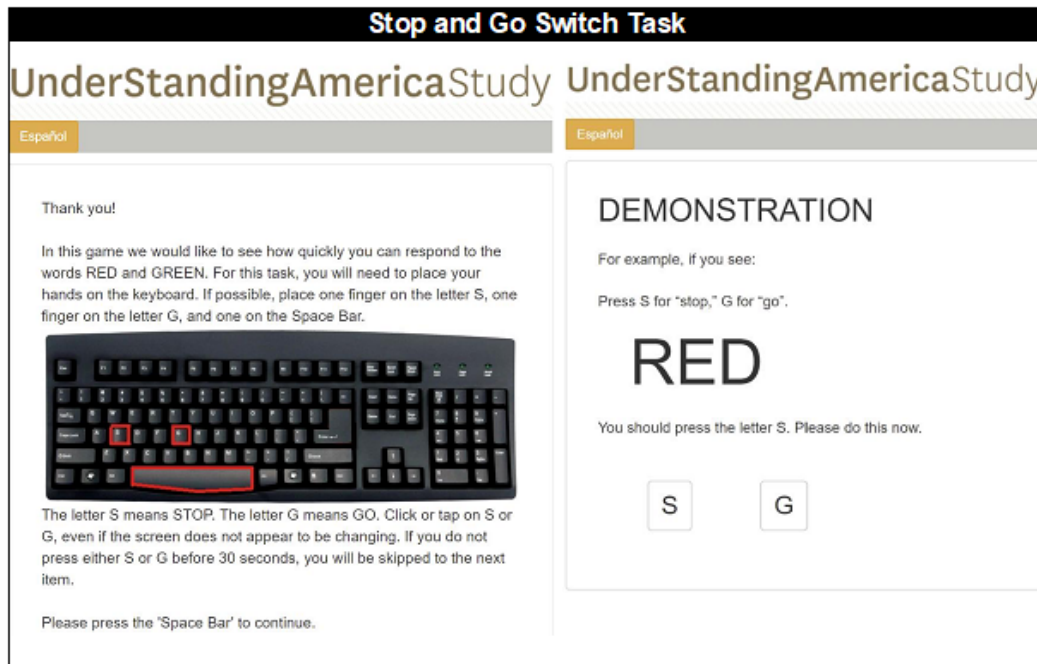 Stop and Go Switch Task
UnderStandingAmericaStudy
Español
Thank you!
In this game we would like to see how quickly you can respond to the
words RED and GREEN. For this task, you will need to place your
hands on the keyboard. If possible, place one finger on the letter S, one
finger on the letter G, and one on the Space Bar.
The letter S means STOP. The letter G means GO. Click or tap on S or
G, even if the screen does not appear to be changing. If you do not
press either S or G before 30 seconds, you will be skipped to the next
item.
Please press the 'Space Bar' to continue.
UnderStandingAmericaStudy
Español
DEMONSTRATION
For example, if you see:
Press S for “stop,” G for “go”.
RED
You should press the letter S. Please do this now.
S
G